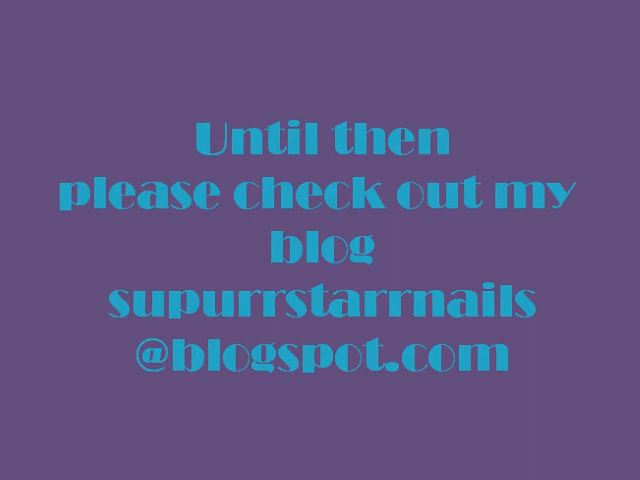 Until then
please check out my
blog
supurrstarrnails
@blogspot.com